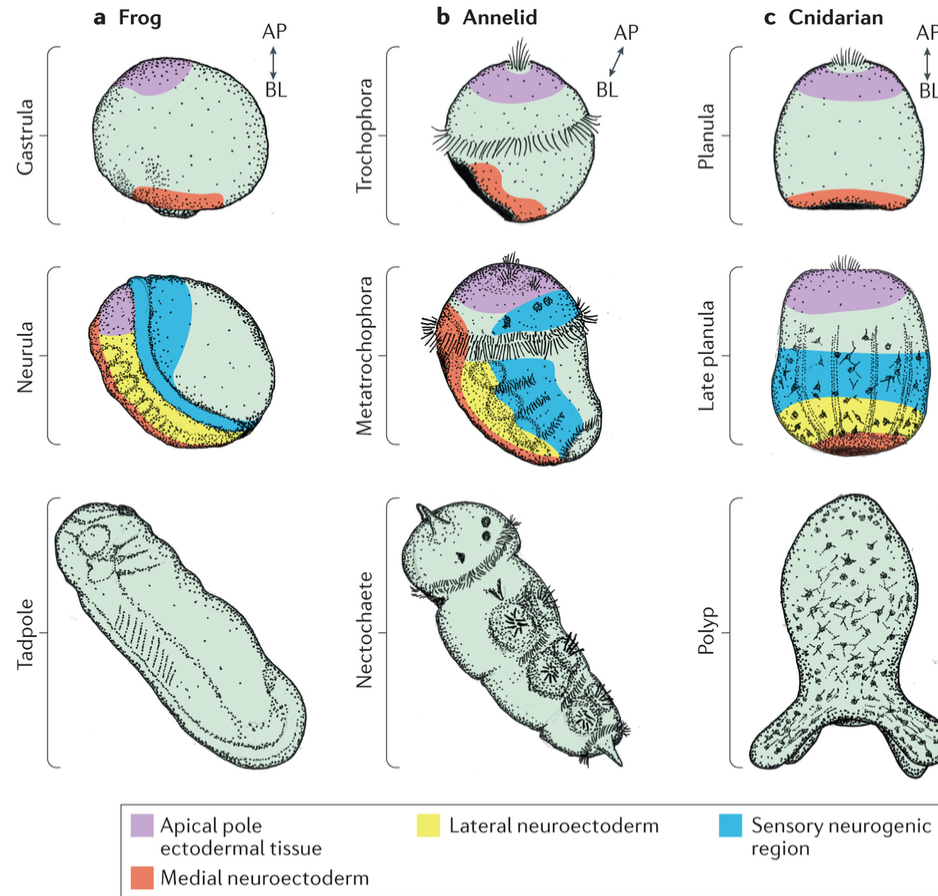 a Frog
b Annelid
c Cnidarian
AP
BL
AP
BL
AP
BL
Gastrula
Trochophora
Planula
Neurula
Metatrochophora
Late planula
Tadpole
Nectochaete
Polyp
Apical pole
ectodermal tissue
Medial neuroectoderm
Lateral neuroectoderm
Sensory neurogenic
region